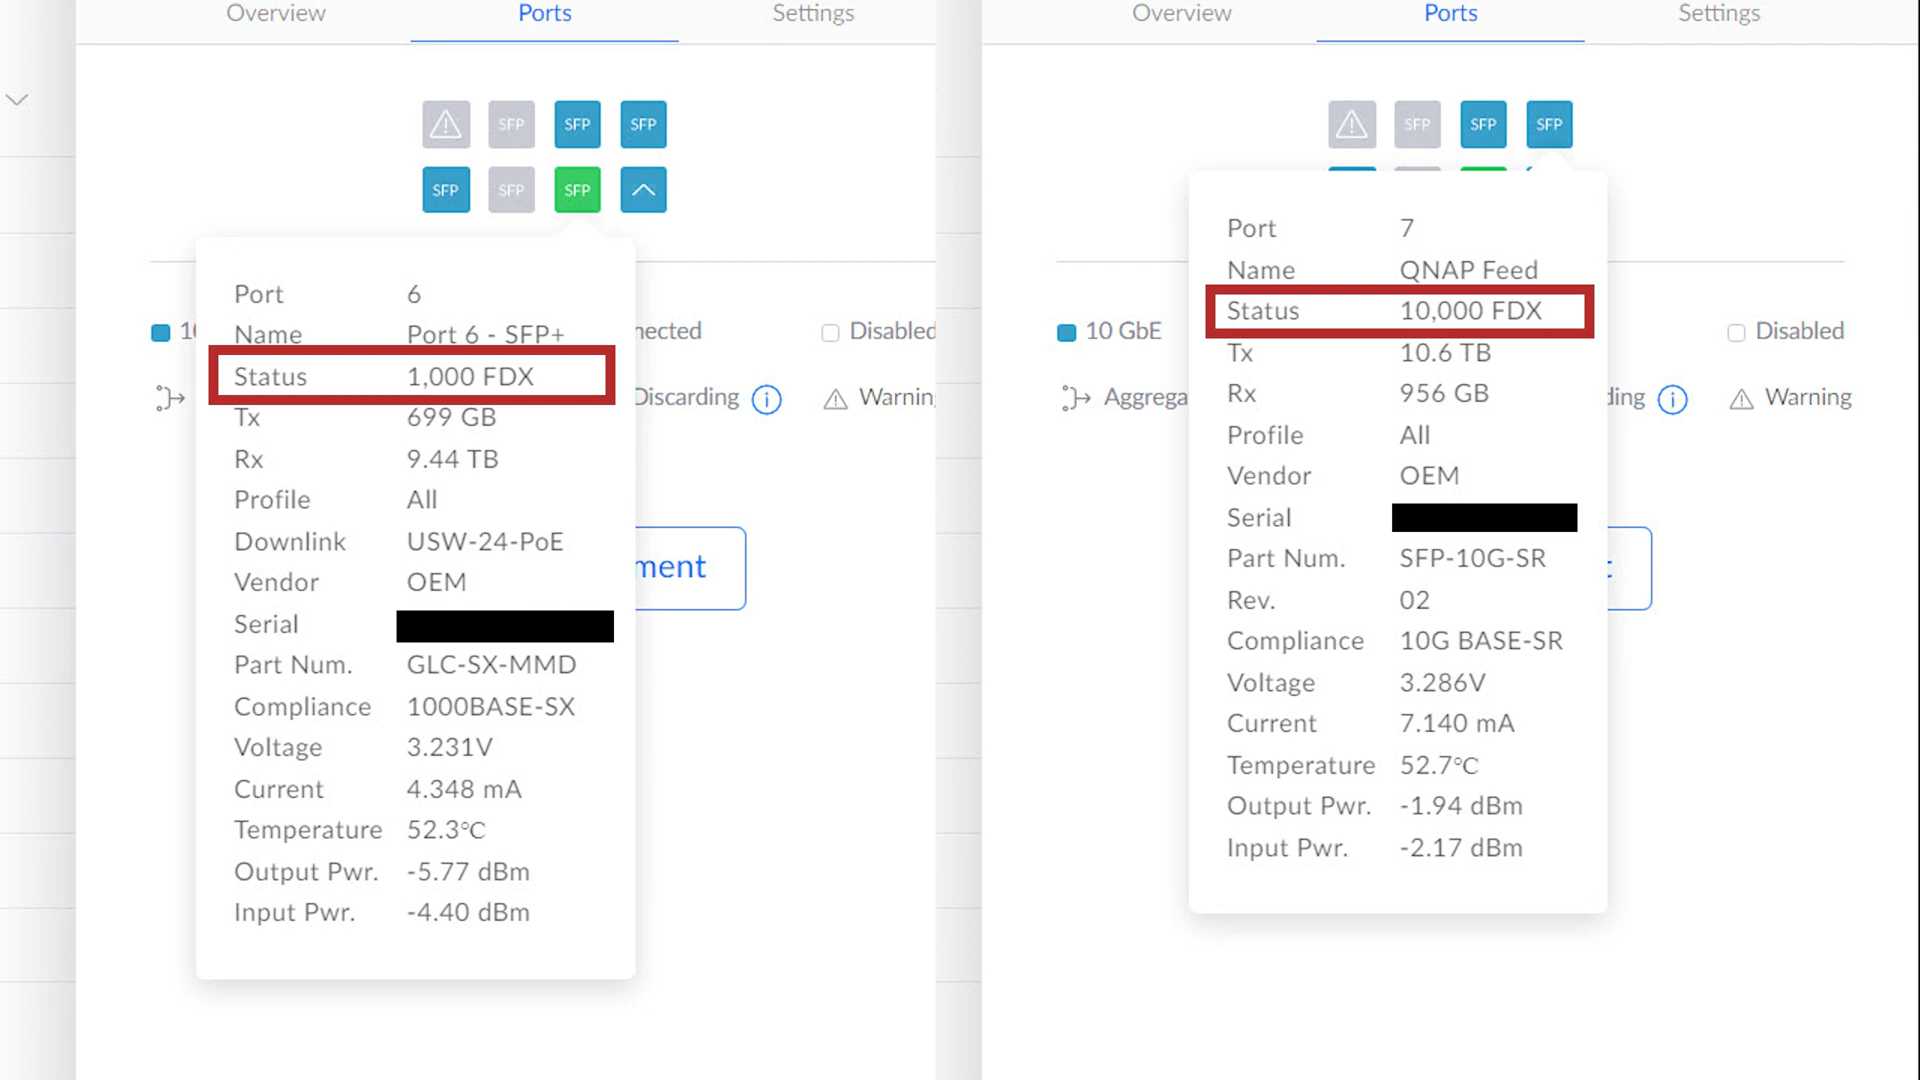 Overview Ports Settings
SFP SFP SFP
SFP SFP SFP
Port 6
Name Port 6 - SFP+
Status 1,000 FDX
Tx 699 GB
Rx 9.44 TB
Profile All
Downlink USW-24-PoE
Vendor OEM
Serial
Part Num. GLC-SX-MMD
Compliance 1000BASE-SX
Voltage 3.231V
Current 4.348 mA
Temperature 52.3°C
Output Pwr. -5.77 dBm
Input Pwr. -4.40 dBm
10
nected
Disabled
Discarding
Warning
ment
Overview Ports Settings
SFP SFP SFP
Port 7
Name QNAP Feed
Status 10,000 FDX
Tx 10.6 TB
Rx 956 GB
Profile All
Vendor OEM
Serial
Part Num. SFP-10G-SR
Rev. 02
Compliance 10G BASE-SR
Voltage 3.286V
Current 7.140 mA
Temperature 52.7°C
Output Pwr. -1.94 dBm
Input Pwr. -2.17 dBm
10 GbE
Disabled
Aggrega
ding
Warning